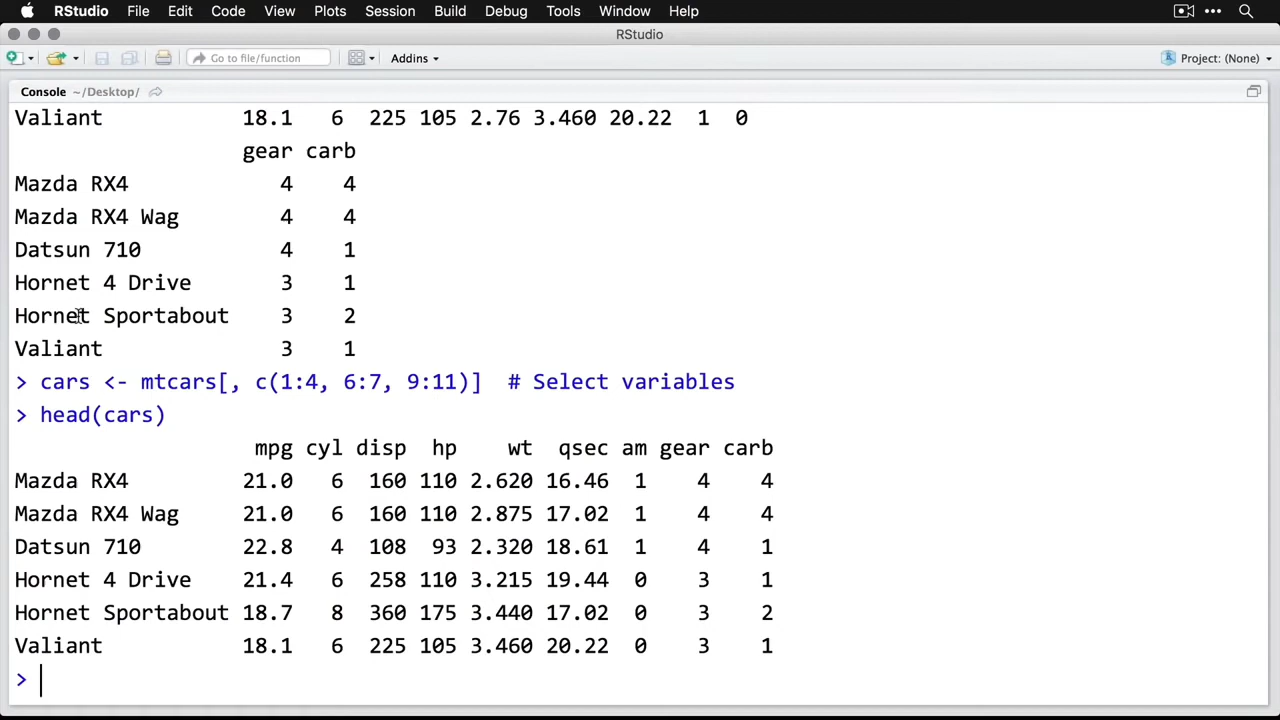 RStudio File Edit Code View Plots Session Build Debug Tools Window Help
RStudio
Go to file/function Addins Project: (None)
Console ~/Desktop/
Valiant 18.1 6 225 105 2.76 3.460 20.22 1 0
gear carb
Mazda RX4 4 4
Mazda RX4 Wag 4 4
Datsun 710 4 1
Hornet 4 Drive 3 1
Hornet Sportabout 3 2
Valiant 3 1
> cars <- mtcars[, c(1:4, 6:7, 9:11)] # Select variables
> head(cars)
mpg cyl disp hp wt qsec am gear carb
Mazda RX4 21.0 6 160 110 2.620 16.46 1 4 4
Mazda RX4 Wag 21.0 6 160 110 2.875 17.02 1 4 4
Datsun 710 22.8 4 108 93 2.320 18.61 1 4 1
Hornet 4 Drive 21.4 6 258 110 3.215 19.44 0 3 1
Hornet Sportabout 18.7 8 360 175 3.440 17.02 0 3 2
Valiant 18.1 6 225 105 3.460 20.22 0 3 1
>